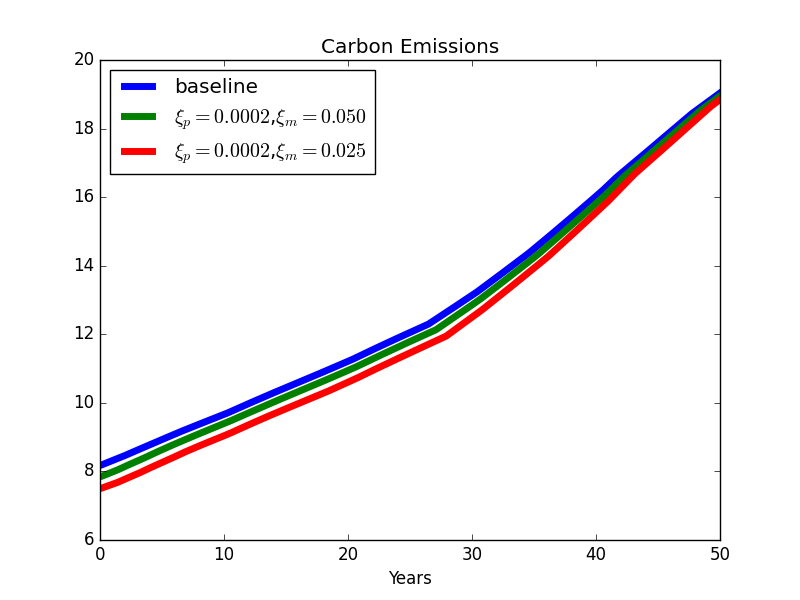 Carbon Emissions
baseline
ξp = 0.0002,ξm = 0.050
ξp = 0.0002,ξm = 0.025
20
18
16
14
12
10
8
6
0 10 20 30 40 50
Years